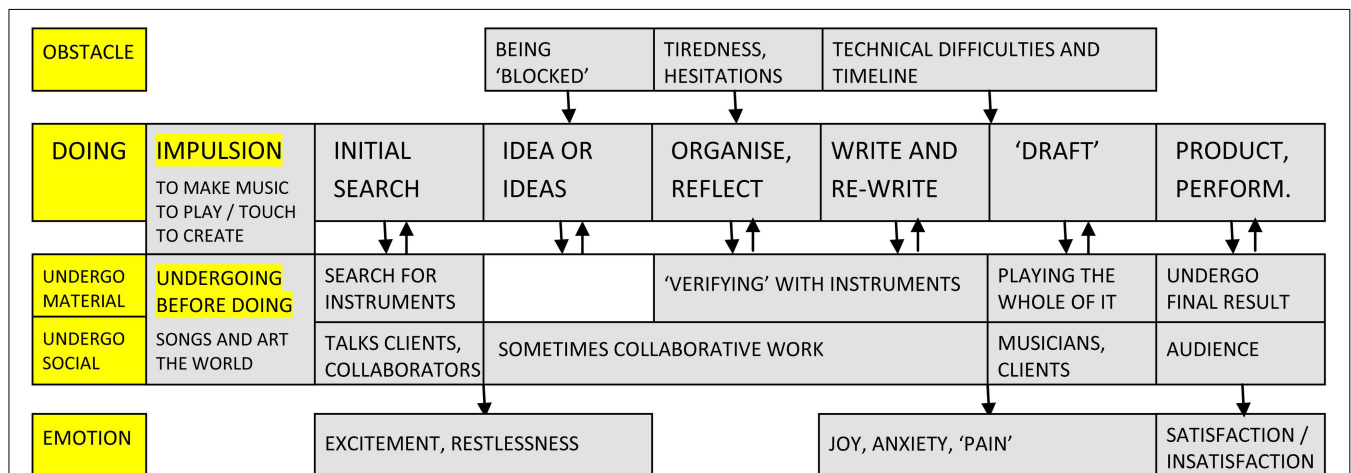 OBSTACLE
BEING
‘BLOCKED’
TIREDNESS,
HESITATIONS
TECHNICAL DIFFICULTIES AND
TIMELINE
DOING
IMPULSION
TO MAKE MUSIC
TO PLAY / TOUCH
TO CREATE
INITIAL
SEARCH
IDEA OR
IDEAS
ORGANISE,
REFLECT
WRITE AND
RE-WRITE
‘DRAFT’
PRODUCT,
PERFORM.
UNDERGO
MATERIAL
UNDERGOING
BEFORE DOING
SONGS AND ART
THE WORLD
SEARCH FOR
INSTRUMENTS
‘VERIFYING’ WITH INSTRUMENTS
PLAYING THE
WHOLE OF IT
UNDERGO
FINAL RESULT
UNDERGO
SOCIAL
TALKS CLIENTS,
COLLABORATORS
SOMETIMES COLLABORATIVE WORK
MUSICIANS,
CLIENTS
AUDIENCE
EMOTION
EXCITEMENT, RESTLESSNESS
JOY, ANXIETY, ‘PAIN’
SATISFACTION /
INSATISFACTION